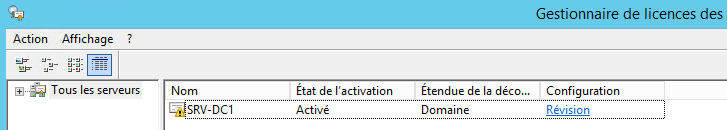 Gestionnaire de licences des
Action Affichage ?
Tous les serveurs
Nom État de l'activation Étendue de la déco... Configuration
SRV-DC1 Activé Domaine Révision